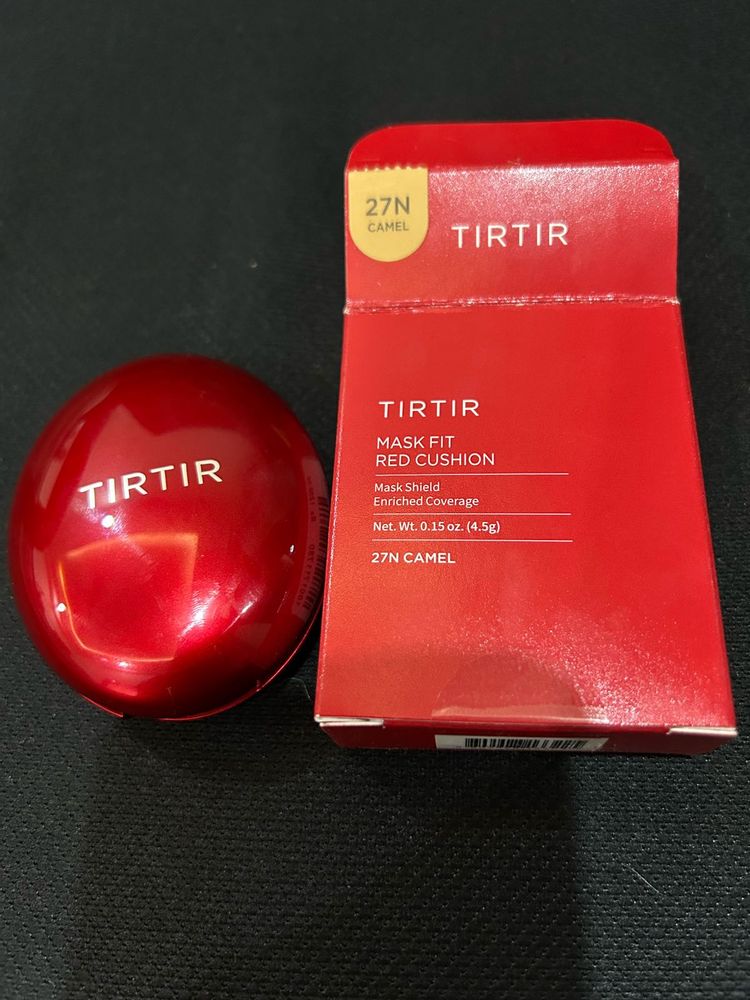 27N
CAMEL
TIRTIR
TIRTIR
MASK FIT
RED CUSHION
Mask Shield
Enriched Coverage
Net. Wt. 0.15 oz. (4.5g)
27N CAMEL
TIRTIR